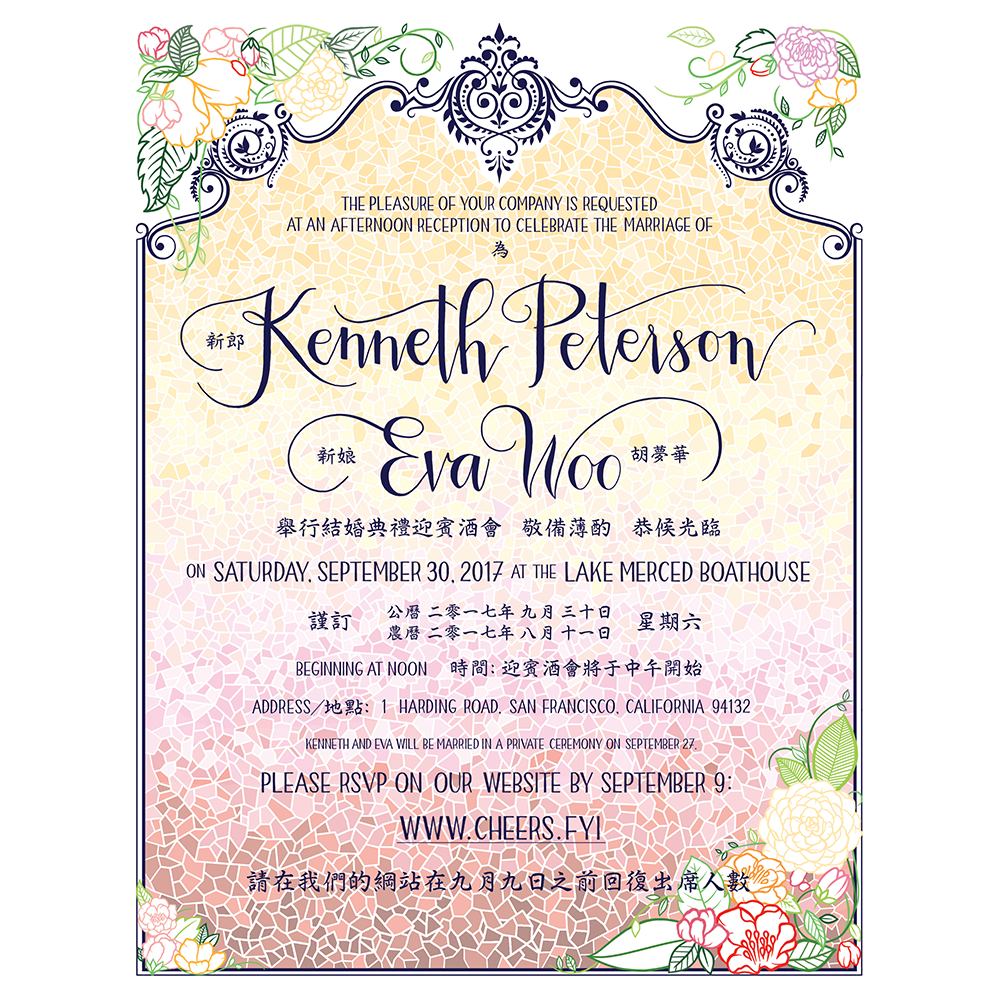 THE PLEASURE OF YOUR COMPANY IS REQUESTED
AT AN AFTERNOON RECEPTION TO CELEBRATE THE MARRIAGE OF
為
新郎 Kenneth Peterson
新娘 Eva Woo 胡夢華
舉行結婚典禮迎賓酒會 敬備薄酌 恭候光臨
ON SATURDAY, SEPTEMBER 30, 2017 AT THE LAKE MERCED BOATHOUSE
謹訂 公曆 二零一七年 九月 三十日 星期六
農曆 二零一七年 八月 十一日
BEGINNING AT NOON 時間: 迎賓酒會將于中午開始
ADDRESS/地點: 1 HARDING ROAD, SAN FRANCISCO, CALIFORNIA 94132
KENNETH AND EVA WILL BE MARRIED IN A PRIVATE CEREMONY ON SEPTEMBER 27.
PLEASE RSVP ON OUR WEBSITE BY SEPTEMBER 9:
WWW.CHEERS.FYI
請在我們的網站在九月九日之前回復出席人數